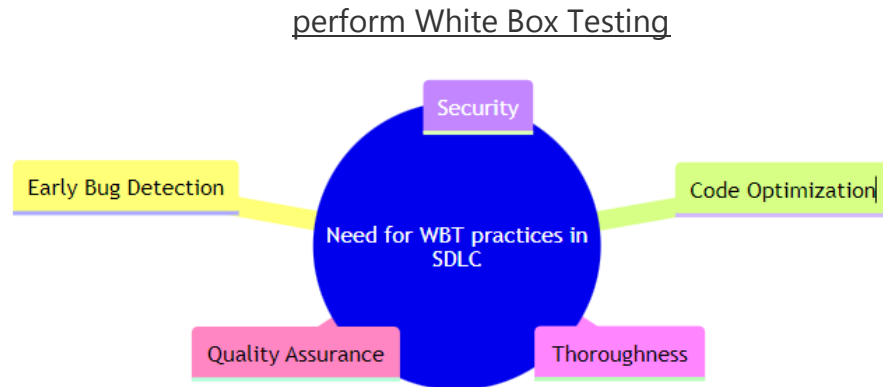 perform White Box Testing
Security
Early Bug Detection
Code Optimization
Need for WBT practices in
SDLC
Quality Assurance
Thoroughness